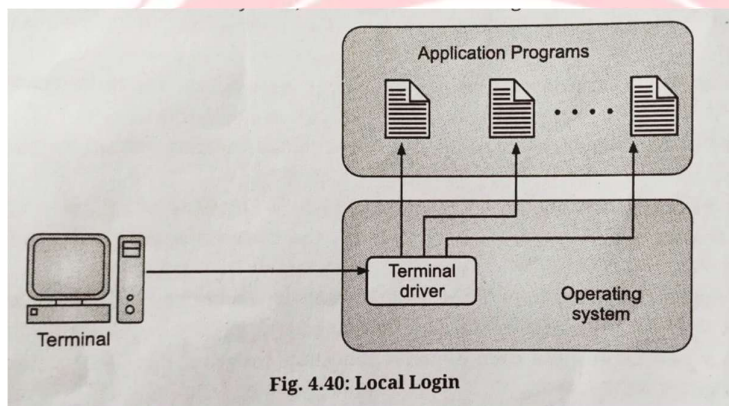 Application Programs
Terminal
driver
Operating
system
Terminal
Fig. 4.40: Local Login